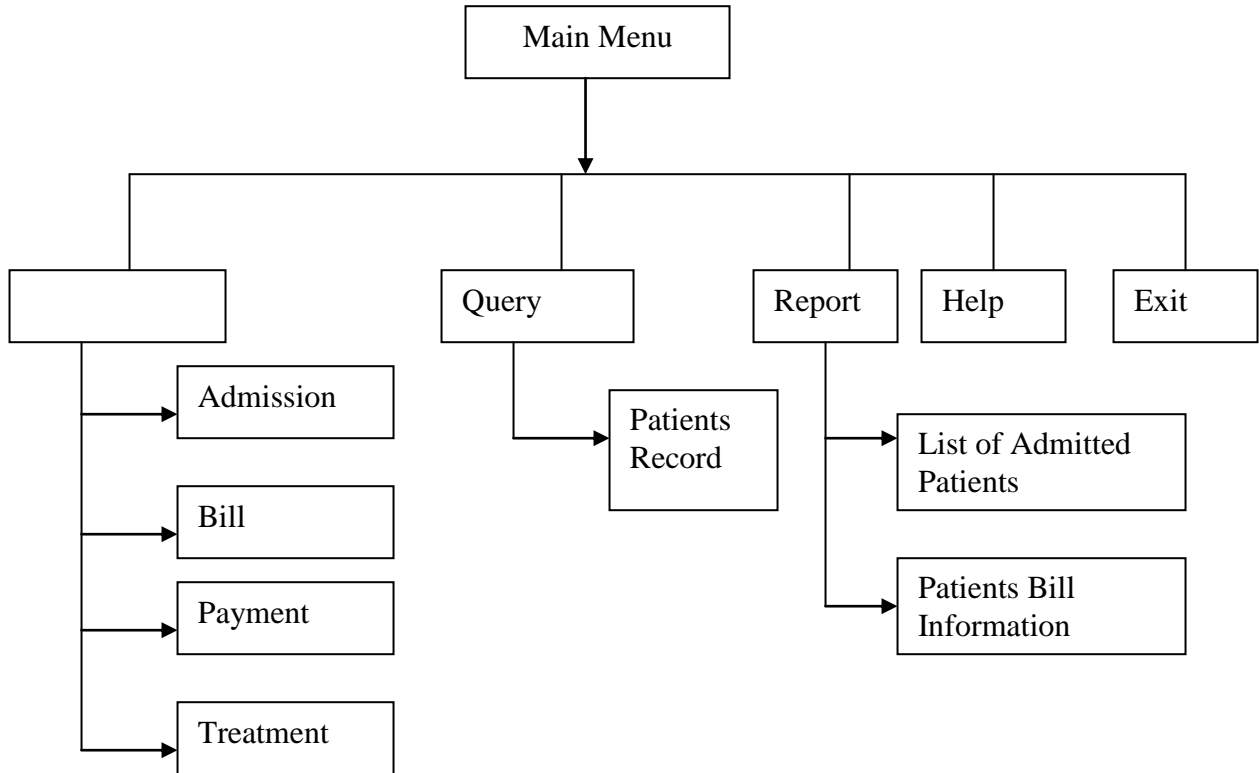 Main Menu
Query
Report
Help
Exit
Admission
Patients
Record
List of Admitted
Patients
Bill
Payment
Patients Bill
Information
Treatment